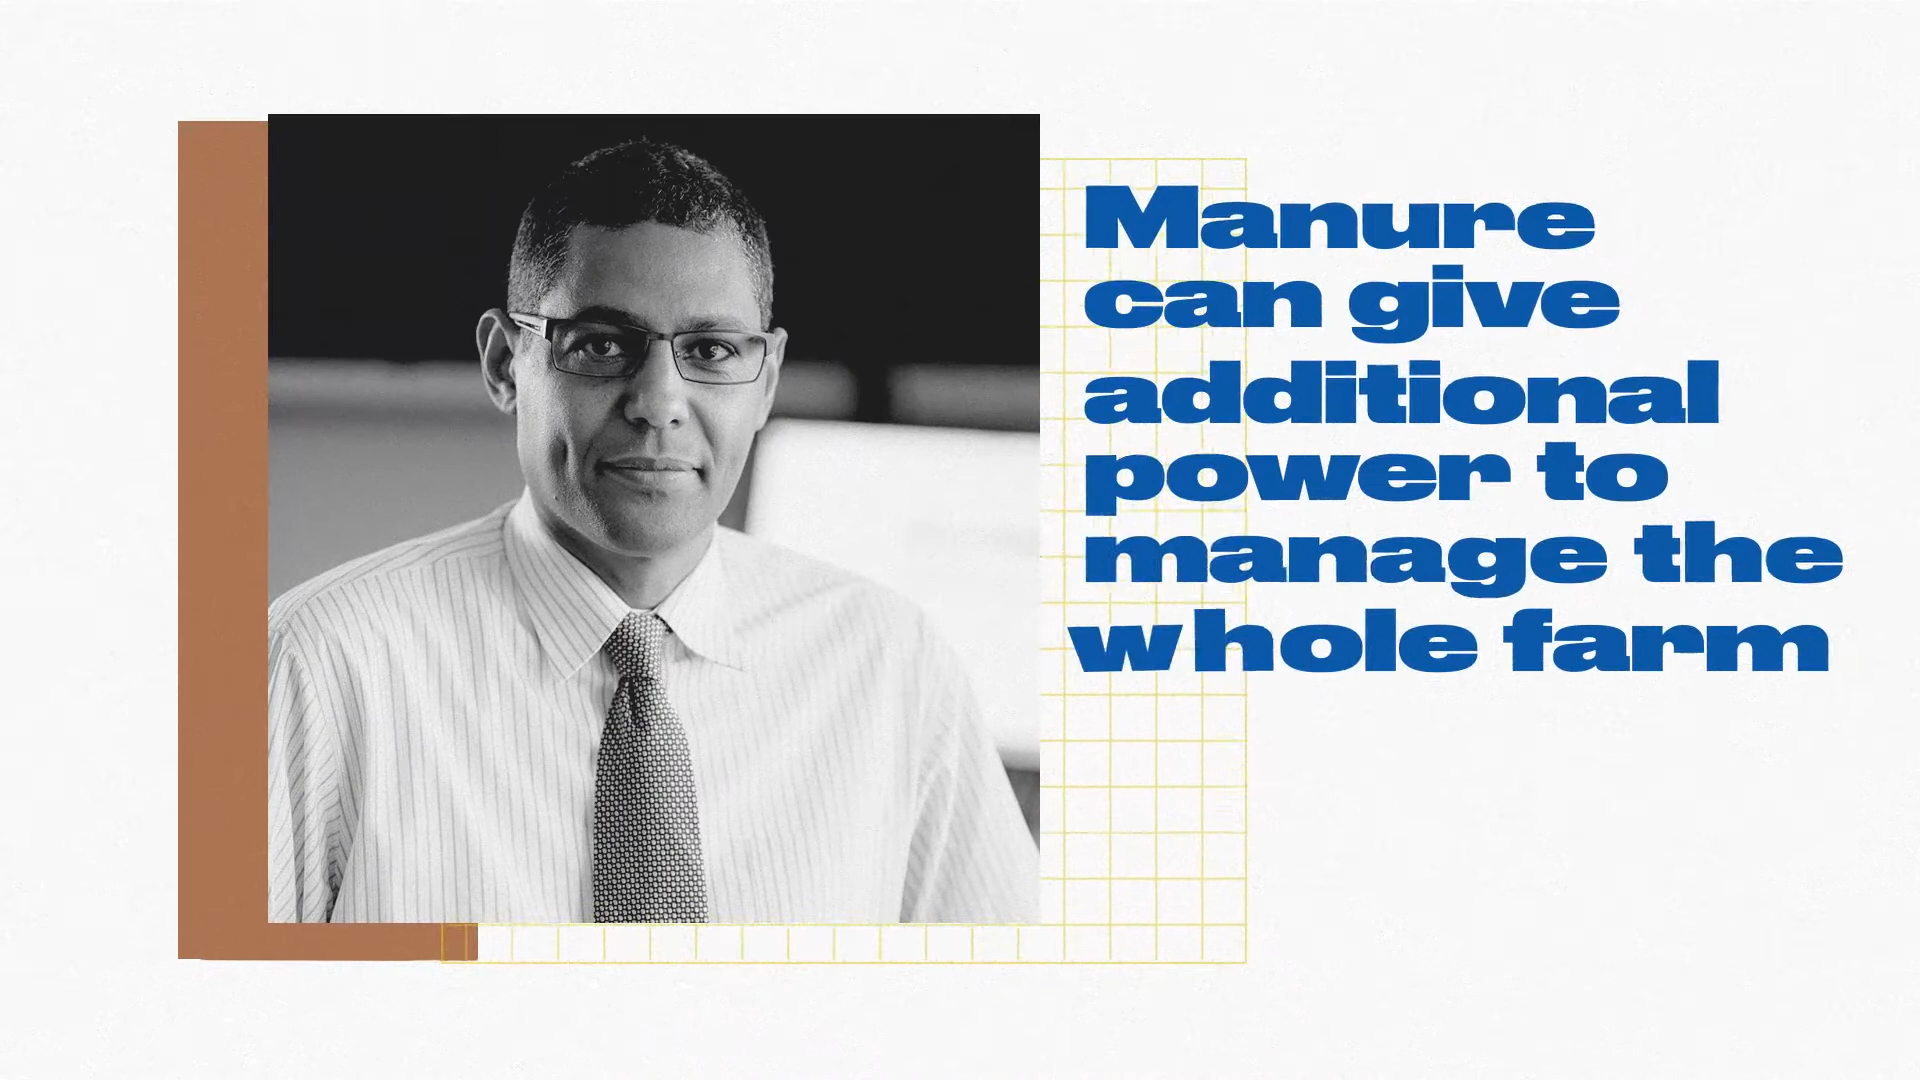 Manure
can give
additional
power to
manage the
whole farm